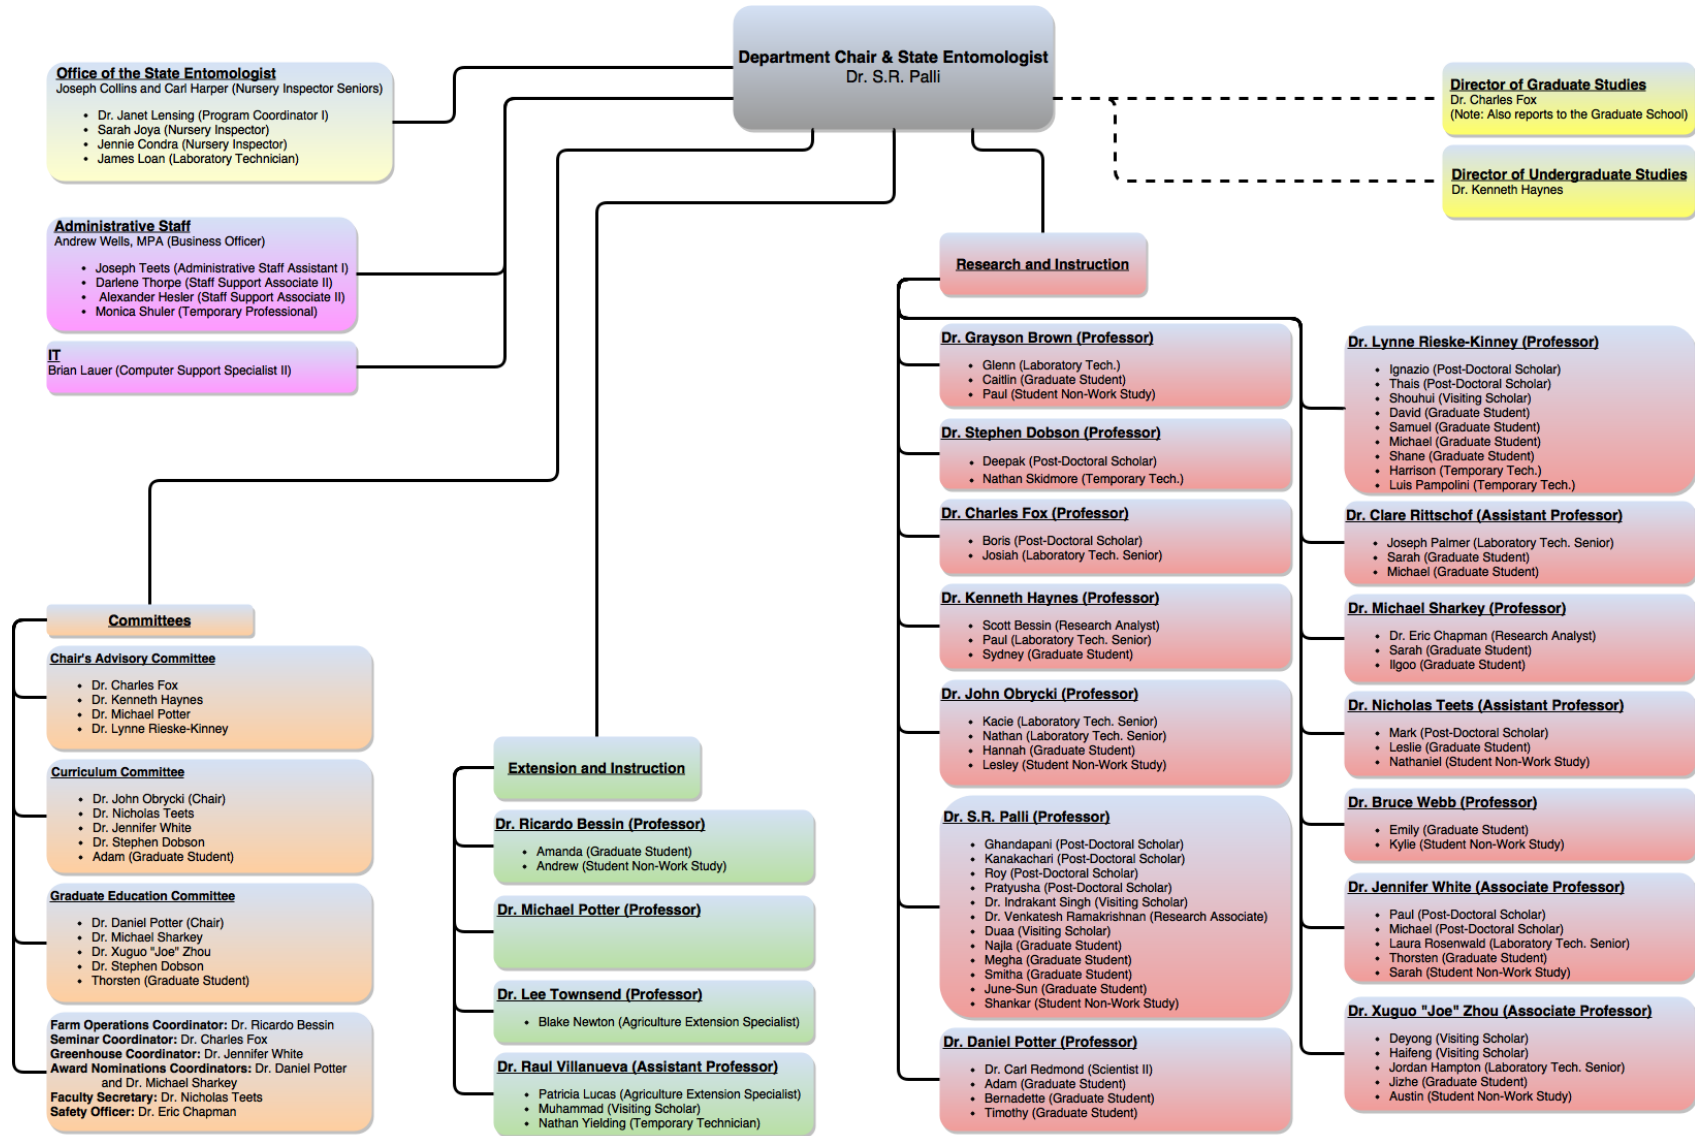 Department Chair & State Entomologist
Dr. S.R. Palli
Office of the State Entomologist
Joseph Collins and Carl Harper (Nursery Inspector Seniors)
• Dr. Janet Lensing (Program Coordinator I)
• Sarah Joya (Nursery Inspector)
• Jennie Condra (Nursery Inspector)
• James Loan (Laboratory Technician)
Director of Graduate Studies
Dr. Charles Fox
(Note: Also reports to the Graduate School)
Director of Undergraduate Studies
Dr. Kenneth Haynes
Administrative Staff
Andrew Wells, MPA (Business Officer)
• Joseph Teets (Administrative Staff Assistant I)
• Darlene Thorpe (Staff Support Associate II)
• Alexander Hesler (Staff Support Associate II)
• Monica Shuler (Temporary Professional)
IT
Brian Lauer (Computer Support Specialist II)
Committees
Chair's Advisory Committee
• Dr. Charles Fox
• Dr. Kenneth Haynes
• Dr. Michael Potter
• Dr. Lynne Rieske-Kinney
Curriculum Committee
• Dr. John Obrycki (Chair)
• Dr. Nicholas Teets
• Dr. Jennifer White
• Dr. Stephen Dobson
• Adam (Graduate Student)
Graduate Education Committee
• Dr. Daniel Potter (Chair)
• Dr. Michael Sharkey
• Dr. Xuguo "Joe" Zhou
• Dr. Stephen Dobson
• Thorsten (Graduate Student)
Farm Operations Coordinator: Dr. Ricardo Bessin
Seminar Coordinator: Dr. Charles Fox
Greenhouse Coordinator: Dr. Jennifer White
Award Nominations Coordinators: Dr. Daniel Potter
and Dr. Michael Sharkey
Faculty Secretary: Dr. Nicholas Teets
Safety Officer: Dr. Eric Chapman
Extension and Instruction
Dr. Ricardo Bessin (Professor)
• Amanda (Graduate Student)
• Andrew (Student Non-Work Study)
Dr. Michael Potter (Professor)
Dr. Lee Townsend (Professor)
• Blake Newton (Agriculture Extension Specialist)
Dr. Raul Villanueva (Assistant Professor)
• Patricia Lucas (Agriculture Extension Specialist)
• Muhammad (Visiting Scholar)
• Nathan Yielding (Temporary Technician)
Research and Instruction
Dr. Grayson Brown (Professor)
• Glenn (Laboratory Tech.)
• Caitlin (Graduate Student)
• Paul (Student Non-Work Study)
Dr. Stephen Dobson (Professor)
• Deepak (Post-Doctoral Scholar)
• Nathan Skidmore (Temporary Tech.)
Dr. Charles Fox (Professor)
• Boris (Post-Doctoral Scholar)
• Josiah (Laboratory Tech. Senior)
Dr. Kenneth Haynes (Professor)
• Scott Bessin (Research Analyst)
• Paul (Laboratory Tech. Senior)
• Sydney (Graduate Student)
Dr. John Obrycki (Professor)
• Kacie (Laboratory Tech. Senior)
• Nathan (Laboratory Tech. Senior)
• Hannah (Graduate Student)
• Lesley (Student Non-Work Study)
Dr. S.R. Palli (Professor)
• Ghandapani (Post-Doctoral Scholar)
• Kanakachari (Post-Doctoral Scholar)
• Roy (Post-Doctoral Scholar)
• Pratyusha (Post-Doctoral Scholar)
• Dr. Indrakant Singh (Visiting Scholar)
• Dr. Venkatesh Ramakrishnan (Research Associate)
• Duaa (Visiting Scholar)
• Najla (Graduate Student)
• Megha (Graduate Student)
• Smitha (Graduate Student)
• June-Sun (Graduate Student)
• Shankar (Student Non-Work Study)
Dr. Daniel Potter (Professor)
• Dr. Carl Redmond (Scientist II)
• Adam (Graduate Student)
• Bernadette (Graduate Student)
• Timothy (Graduate Student)
Dr. Lynne Rieske-Kinney (Professor)
• Ignazio (Post-Doctoral Scholar)
• Thais (Post-Doctoral Scholar)
• Shouhui (Visiting Scholar)
• David (Graduate Student)
• Samuel (Graduate Student)
• Michael (Graduate Student)
• Shane (Graduate Student)
• Harrison (Temporary Tech.)
• Luis Pampolini (Temporary Tech.)
Dr. Clare Rittschof (Assistant Professor)
• Joseph Palmer (Laboratory Tech. Senior)
• Sarah (Graduate Student)
• Michael (Graduate Student)
Dr. Michael Sharkey (Professor)
• Dr. Eric Chapman (Research Analyst)
• Sarah (Graduate Student)
• Ilgoo (Graduate Student)
Dr. Nicholas Teets (Assistant Professor)
• Mark (Post-Doctoral Scholar)
• Leslie (Graduate Student)
• Nathaniel (Student Non-Work Study)
Dr. Bruce Webb (Professor)
• Emily (Graduate Student)
• Kylie (Student Non-Work Study)
Dr. Jennifer White (Associate Professor)
• Paul (Post-Doctoral Scholar)
• Michael (Post-Doctoral Scholar)
• Laura Rosenwald (Laboratory Tech. Senior)
• Thorsten (Graduate Student)
• Sarah (Student Non-Work Study)
Dr. Xuguo "Joe" Zhou (Associate Professor)
• Deyong (Visiting Scholar)
• Haifeng (Visiting Scholar)
• Jordan Hampton (Laboratory Tech. Senior)
• Jizhe (Graduate Student)
• Austin (Student Non-Work Study)